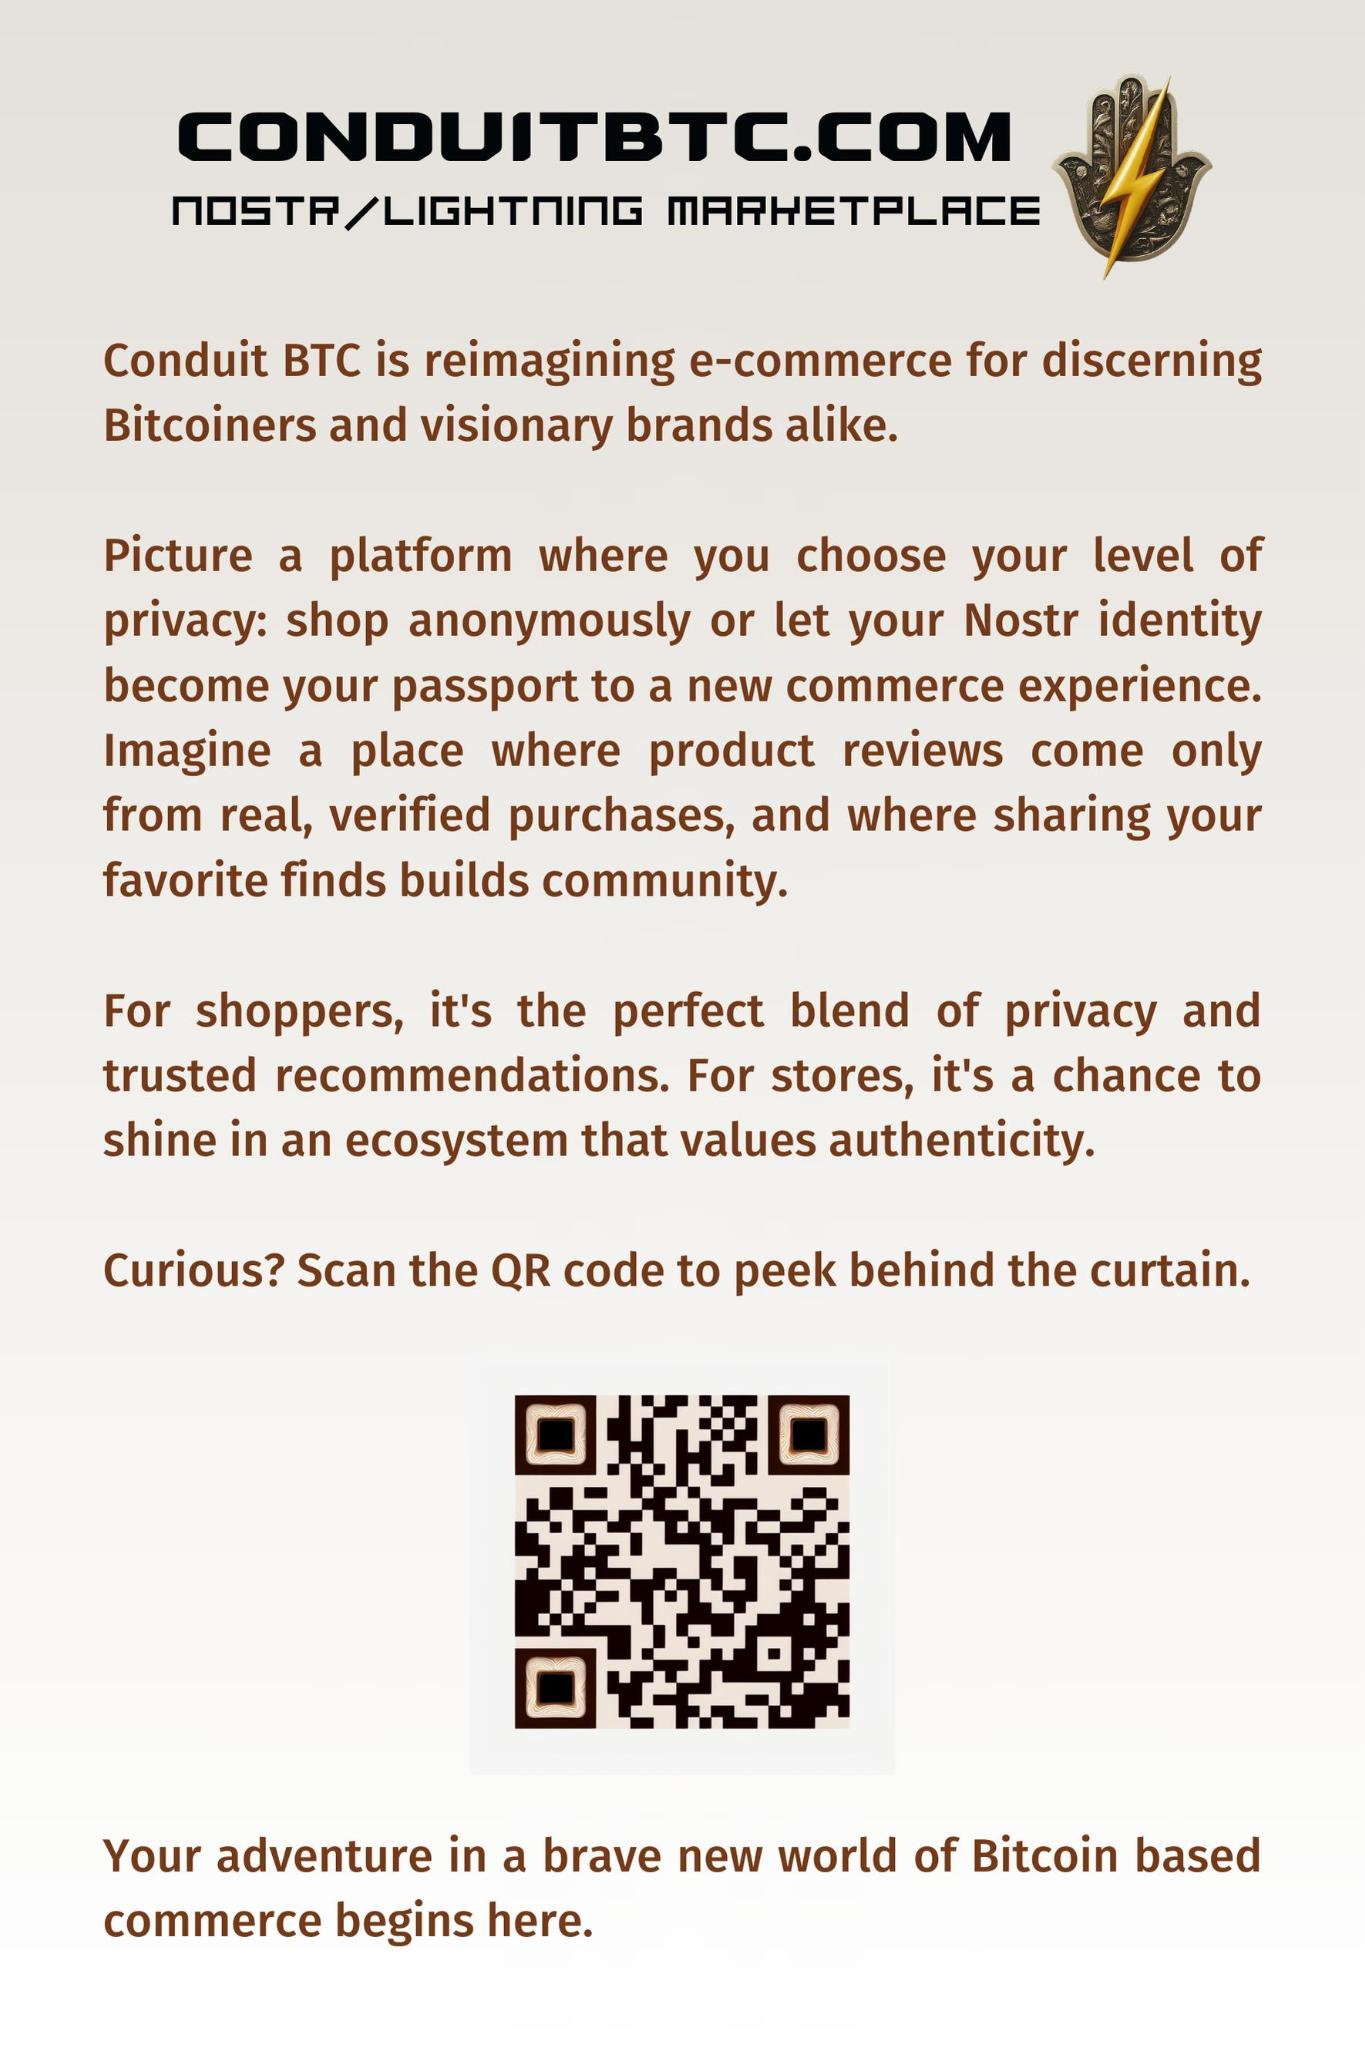 CONDUITBTC.COM
NOSTR/LIGHTNING MARKETPLACE
Conduit BTC is reimagining e-commerce for discerning
Bitcoiners and visionary brands alike.
Picture a platform where you choose your level of
privacy: shop anonymously or let your Nostr identity
become your passport to a new commerce experience.
Imagine a place where product reviews come only
from real, verified purchases, and where sharing your
favorite finds builds community.
For shoppers, it's the perfect blend of privacy and
trusted recommendations. For stores, it's a chance to
shine in an ecosystem that values authenticity.
Curious? Scan the QR code to peek behind the curtain.
Your adventure in a brave new world of Bitcoin based
commerce begins here.